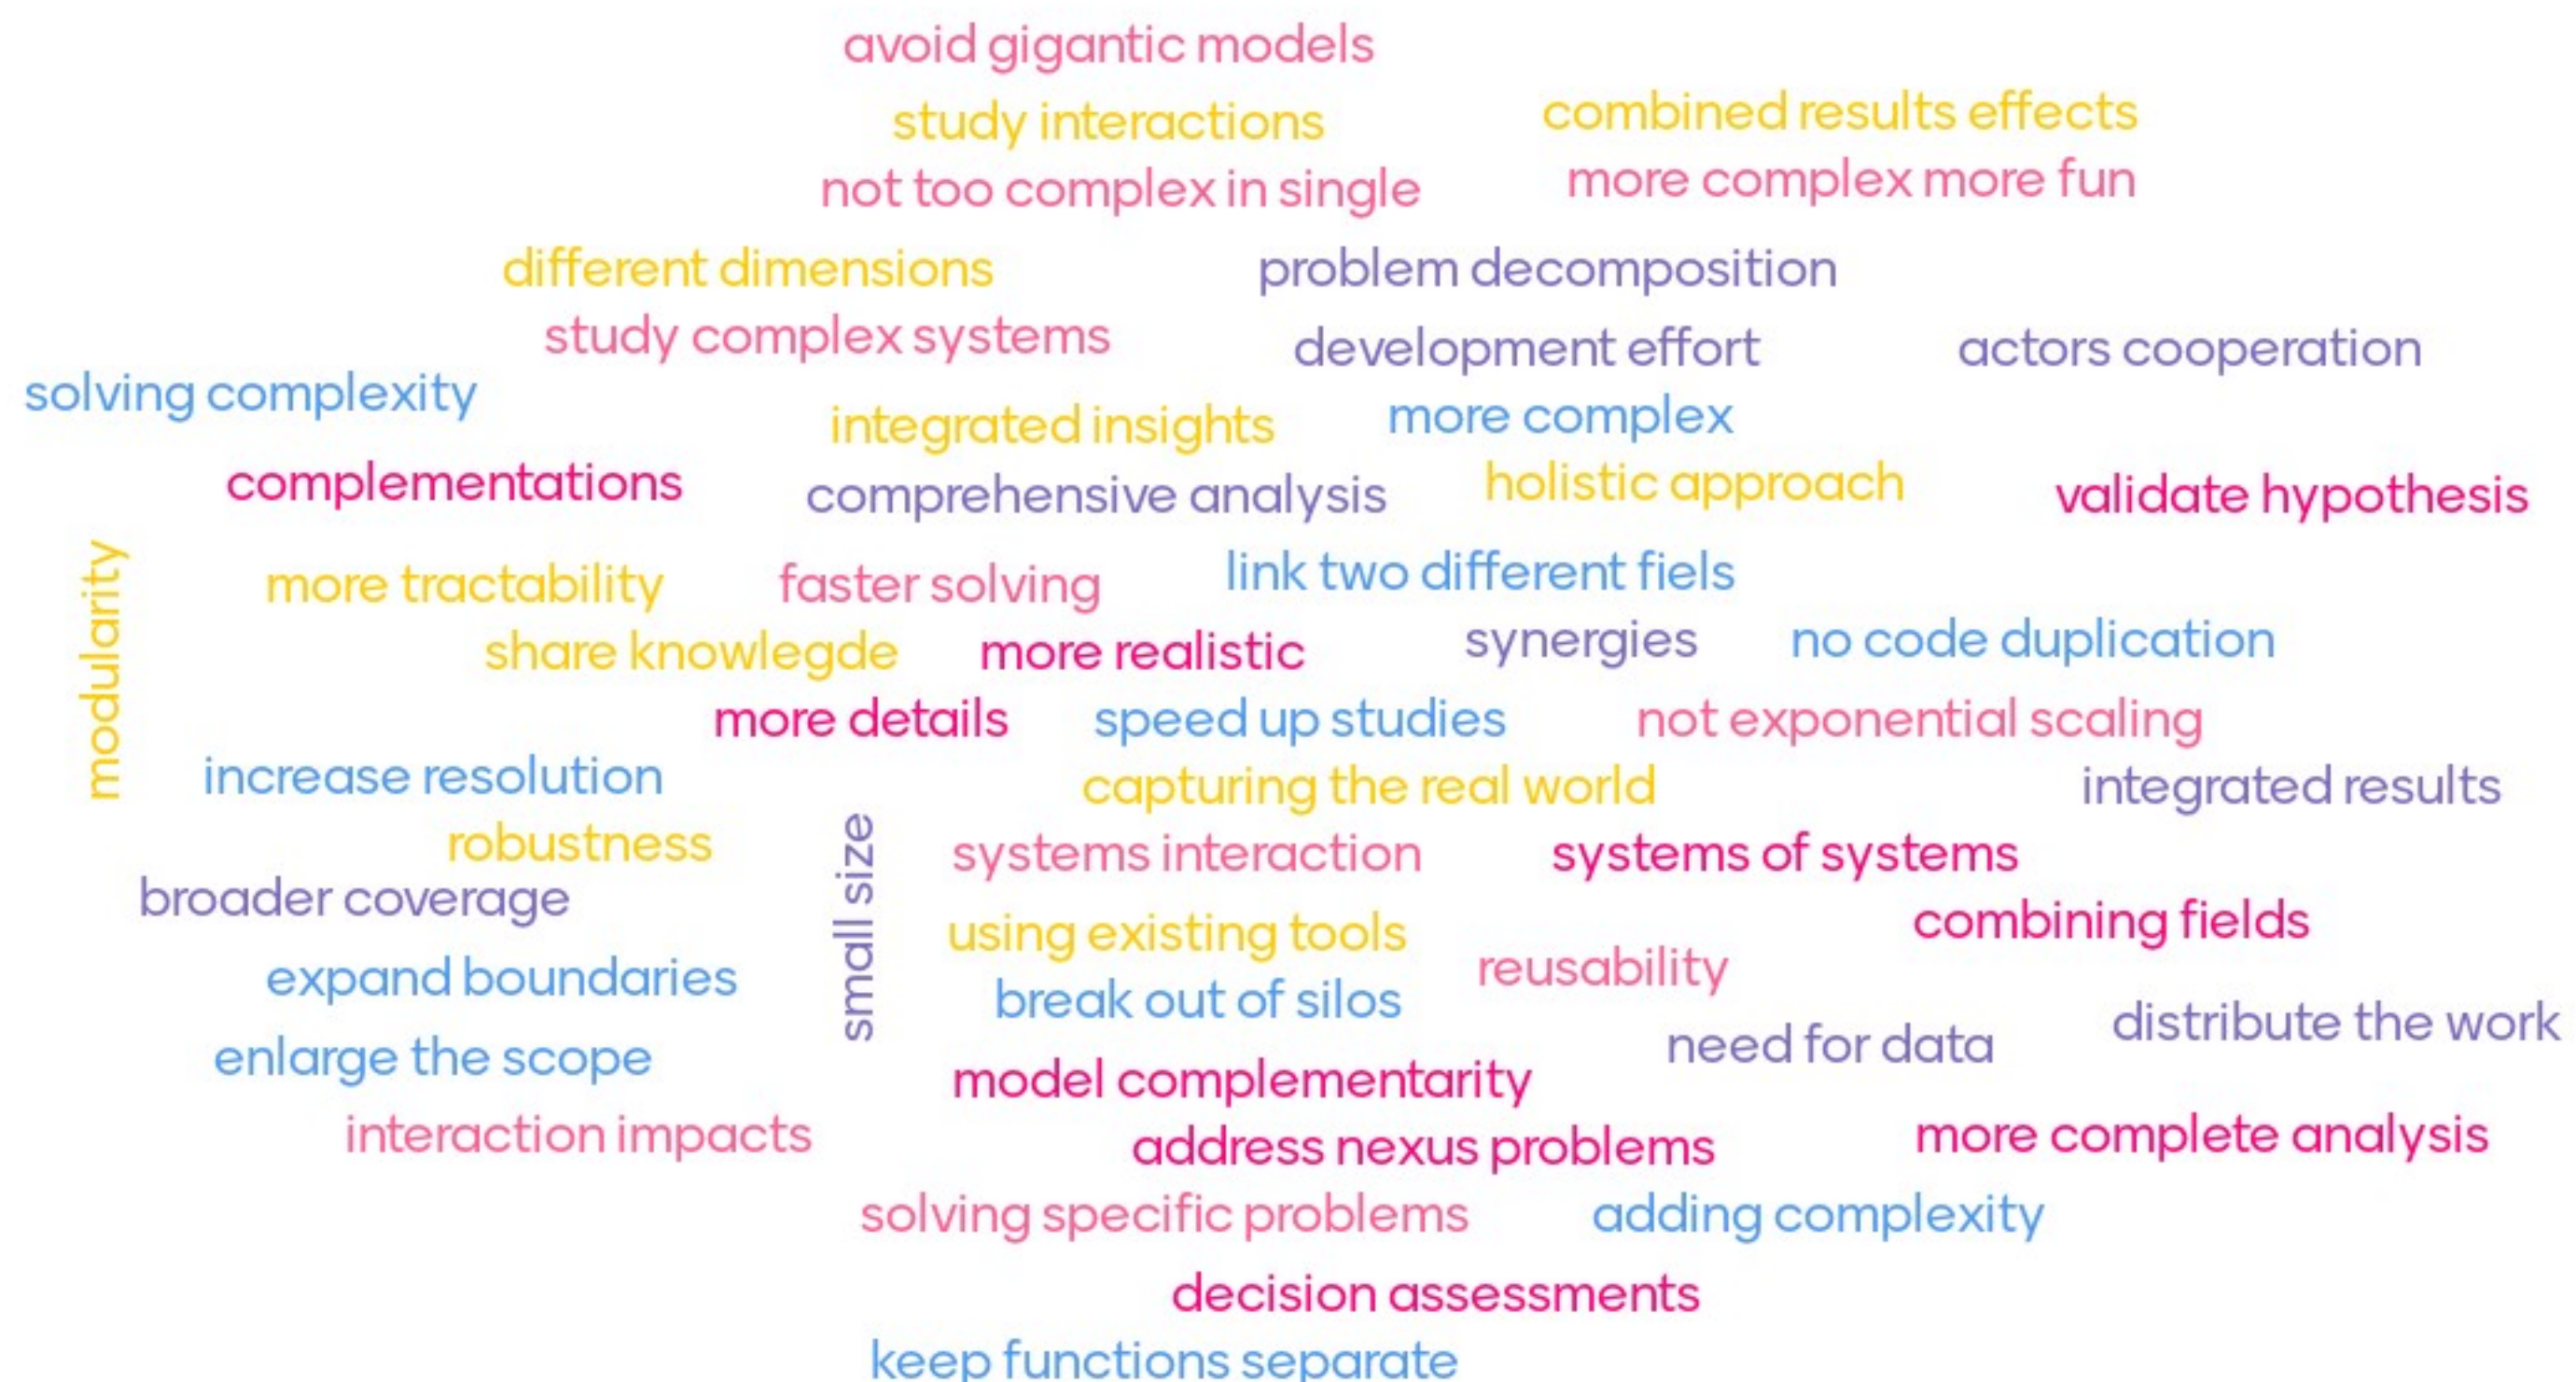 avoid gigantic models
study interactions
combined results effects
not too complex in single
more complex more fun
different dimensions
problem decomposition
study complex systems
development effort
actors cooperation
solving complexity
integrated insights
more complex
complementations
comprehensive analysis
holistic approach
validate hypothesis
modularity
more tractability
faster solving
link two different fiels
share knowlegde
more realistic
synergies
no code duplication
more details
speed up studies
not exponential scaling
increase resolution
capturing the real world
integrated results
robustness
small size
systems interaction
systems of systems
broader coverage
using existing tools
combining fields
expand boundaries
break out of silos
reusability
distribute the work
enlarge the scope
need for data
model complementarity
interaction impacts
address nexus problems
more complete analysis
solving specific problems
adding complexity
decision assessments
keep functions separate